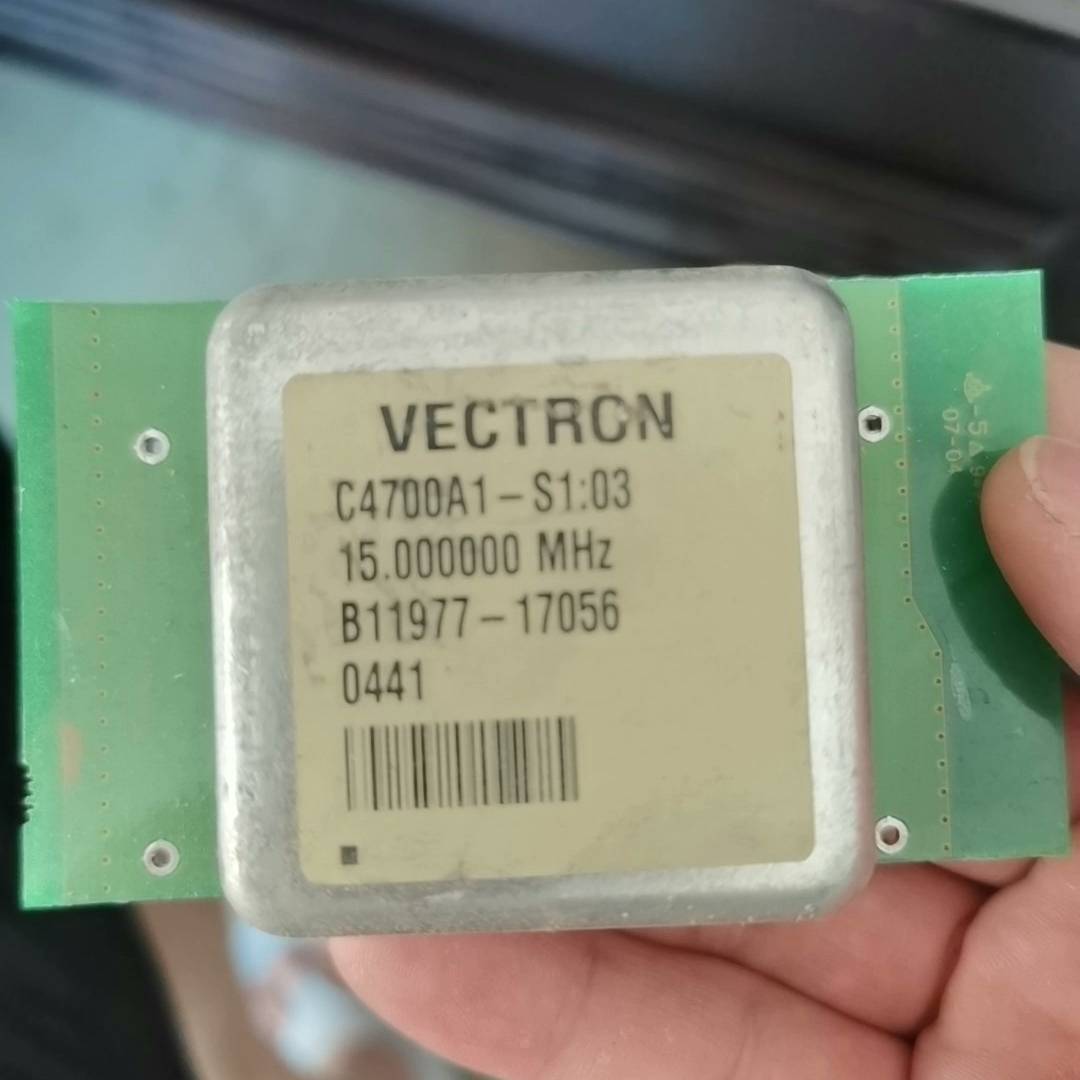 VECTRON
C4700A1-S1:03
15.000000 MHz
B11977-17056
0441